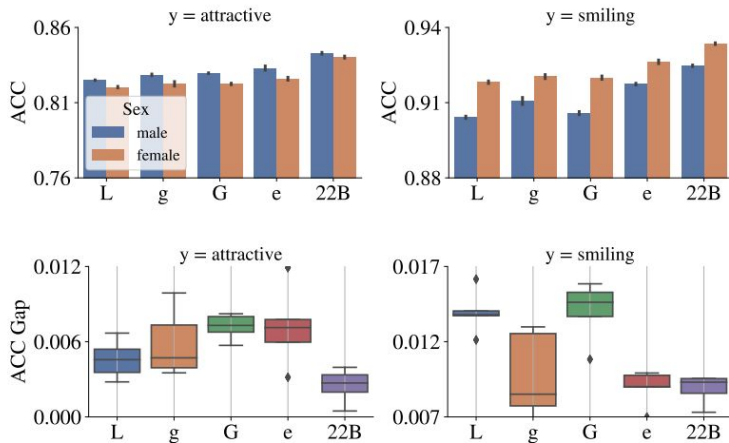 y = attractive
ACC
0.86
0.81
0.76
Sex
male
female
L g G e 22B
y = smiling
ACC
0.94
0.91
0.88
L g G e 22B
y = attractive
ACC Gap
0.012
0.006
0.000
L g G e 22B
y = smiling
0.017
0.012
0.007
L g G e 22B